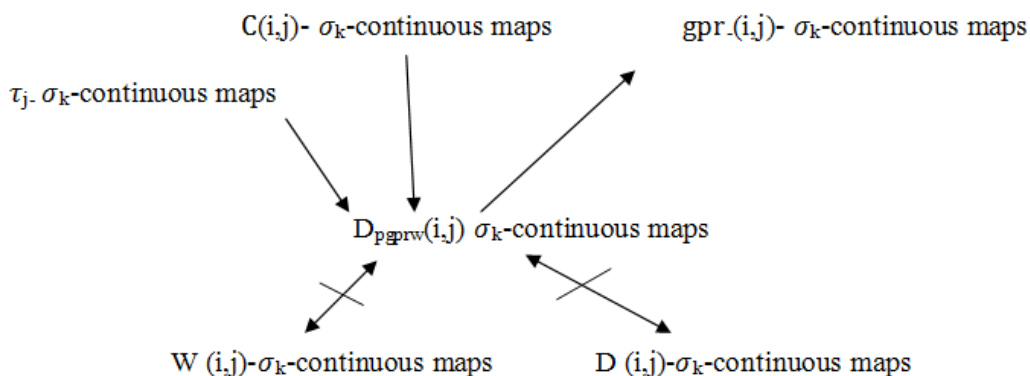 C(i,j)- σₖ-continuous maps
gpr-(i,j)- σₖ-continuous maps
τⱼ- σₖ-continuous maps
Dpgprw(i,j) σₖ-continuous maps
W (i,j)-σₖ-continuous maps
D (i,j)-σₖ-continuous maps